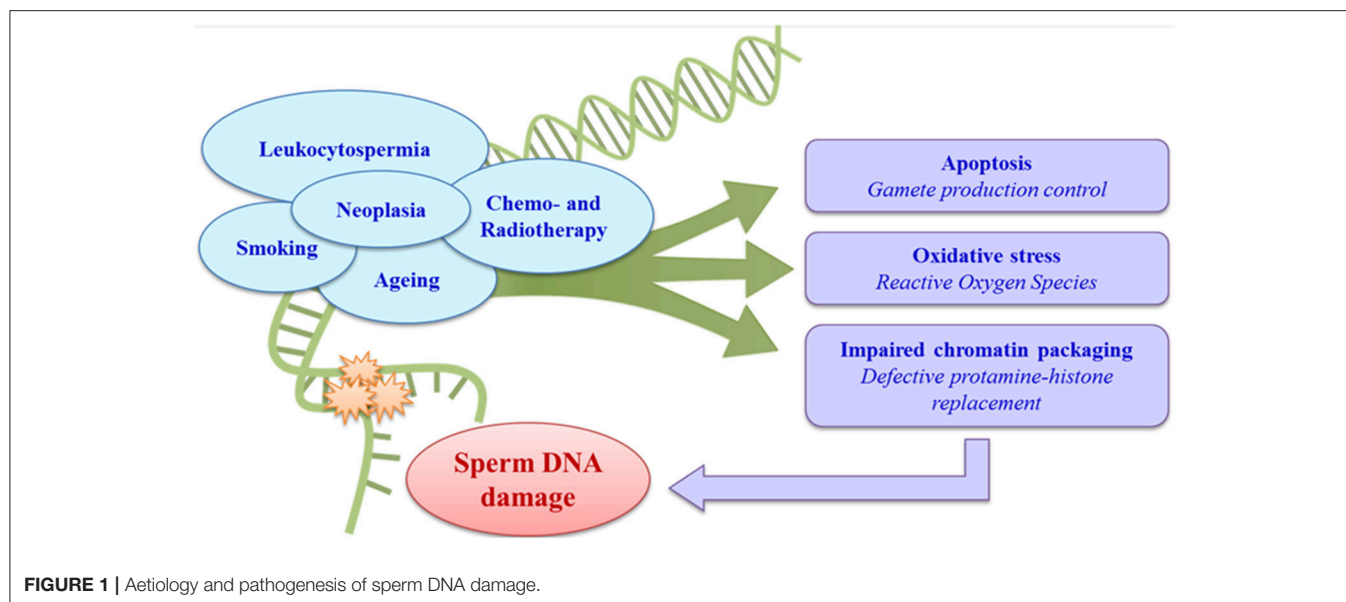 Leukocytospermia
Neoplasia
Chemo- and
Radiotherapy
Smoking
Ageing
Apoptosis
Gamete production control
Oxidative stress
Reactive Oxygen Species
Impaired chromatin packaging
Defective protamine-histone
replacement
Sperm DNA
damage
FIGURE 1 | Aetiology and pathogenesis of sperm DNA damage.